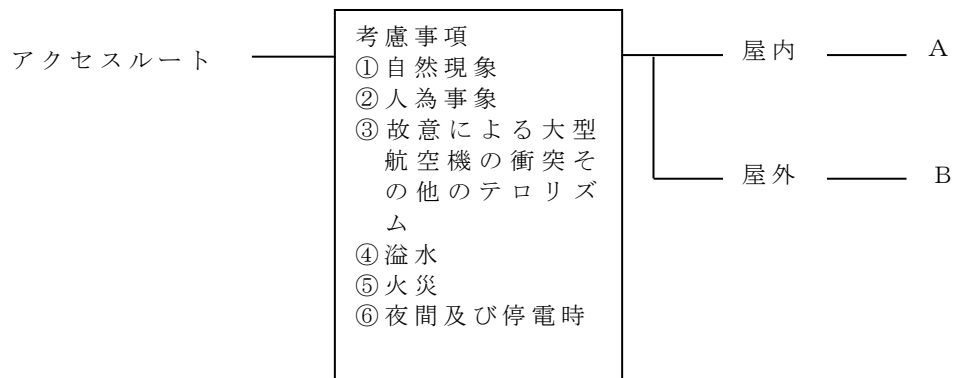 アクセスルート
考慮事項
①自然現象
②人為事象
③故意による大型
航空機の衝突そ
の他のテロリズ
ム
④溢水
⑤火災
⑥夜間及び停電時
屋内
A
屋外
B